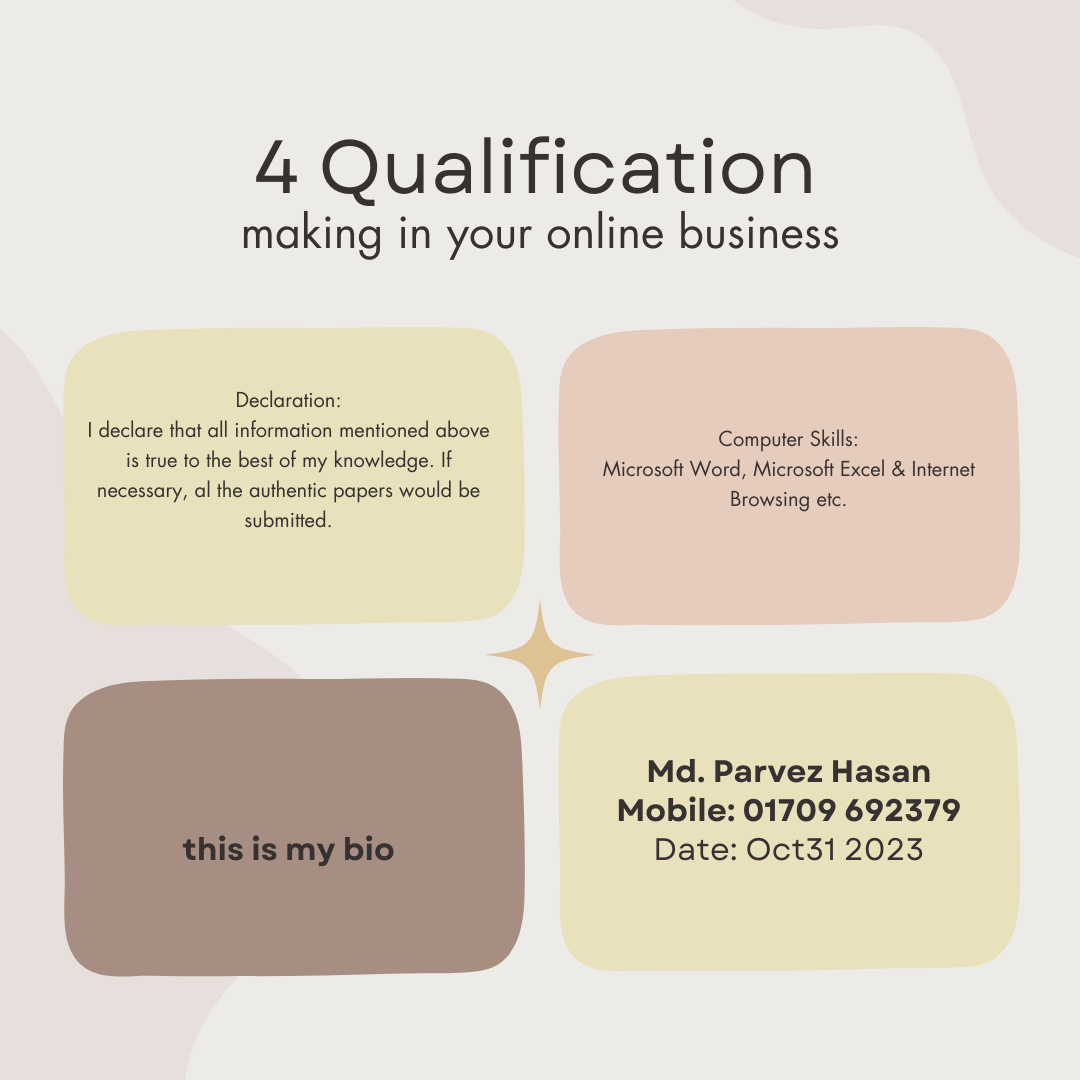 4 Qualification
making in your online business
Declaration:
I declare that all information mentioned above
is true to the best of my knowledge. If
necessary, al the authentic papers would be
submitted.
Computer Skills:
Microsoft Word, Microsoft Excel & Internet
Browsing etc.
this is my bio
Md. Parvez Hasan
Mobile: 01709 692379
Date: Oct31 2023